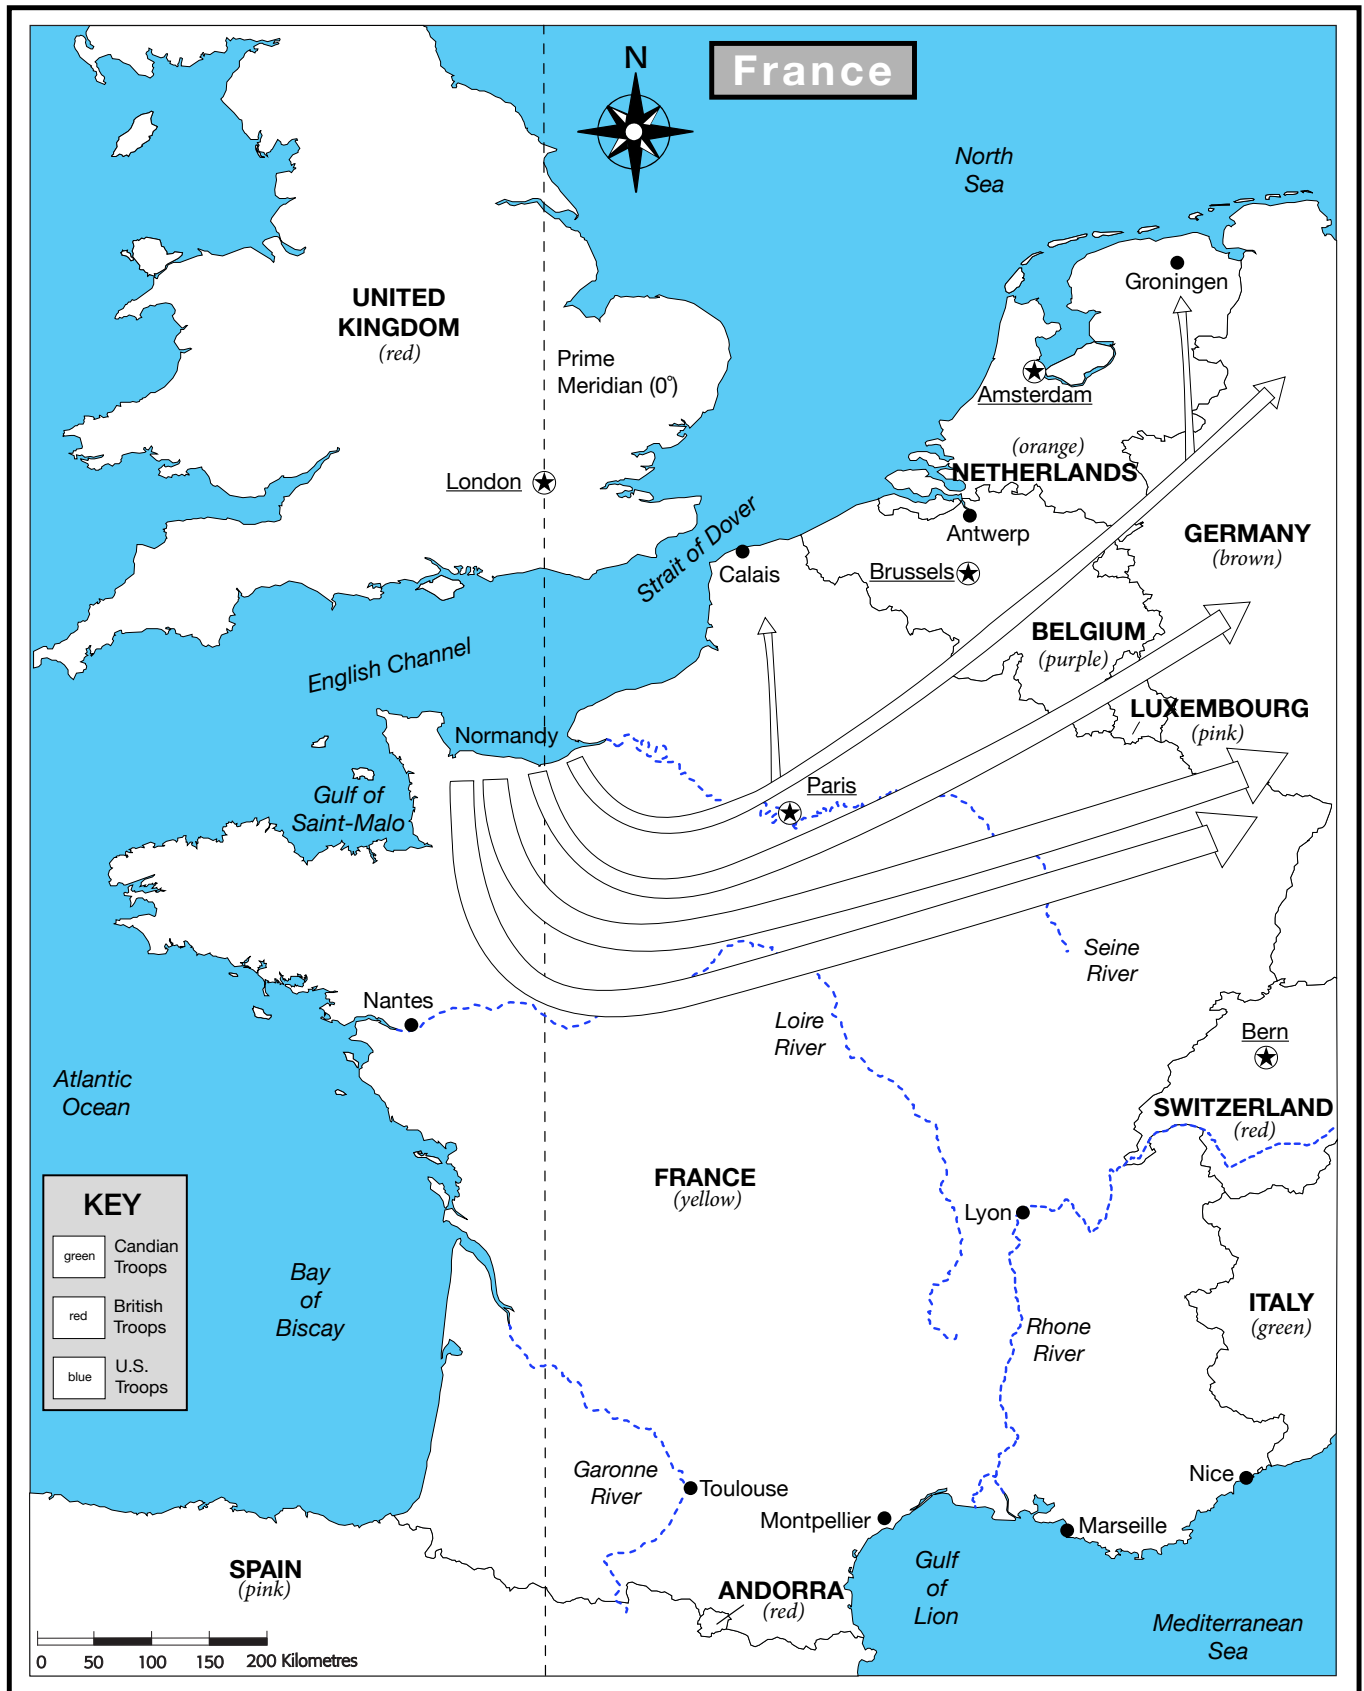 France
N
North
Sea
UNITED
KINGDOM
(red)
Prime
Meridian (0°)
London
Groningen
Amsterdam
(orange)
NETHERLANDS
Antwerp
Brussels
GERMANY
(brown)
Strait of Dover
Calais
BELGIUM
(purple)
English Channel
LUXEMBOURG
(pink)
Normandy
Paris
Gulf of
Saint-Malo
Seine
River
Nantes
Loire
River
Bern
Atlantic
Ocean
SWITZERLAND
(red)
FRANCE
(yellow)
Lyon
KEY
green
Candian
Troops
red
British
Troops
blue
U.S.
Troops
Bay
of
Biscay
Rhone
River
ITALY
(green)
Garonne
River
Toulouse
Nice
Montpellier
Marseille
SPAIN
(pink)
ANDORRA
(red)
Gulf
of
Lion
Mediterranean
Sea
0 50 100 150 200 Kilometres